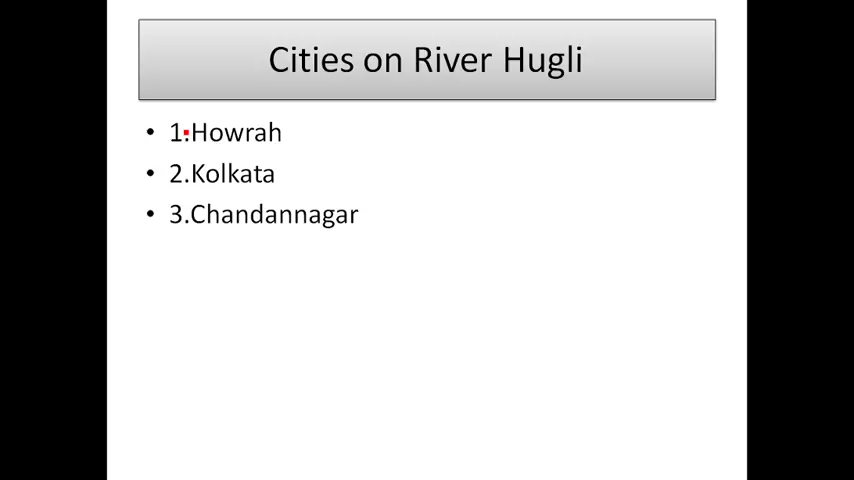 Cities on River Hugli
• 1.Howrah
• 2.Kolkata
• 3.Chandannagar